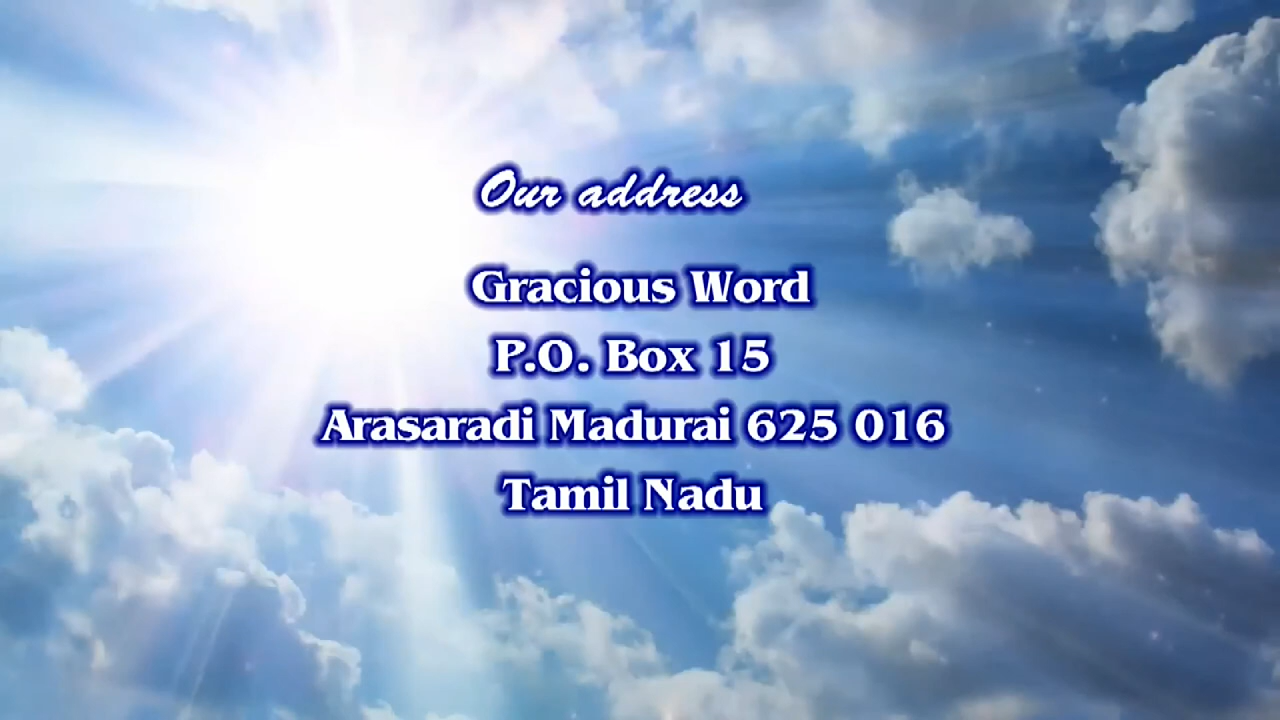 Our address
Gracious Word
P.O. Box 15
Arasaradi Madurai 625 016
Tamil Nadu